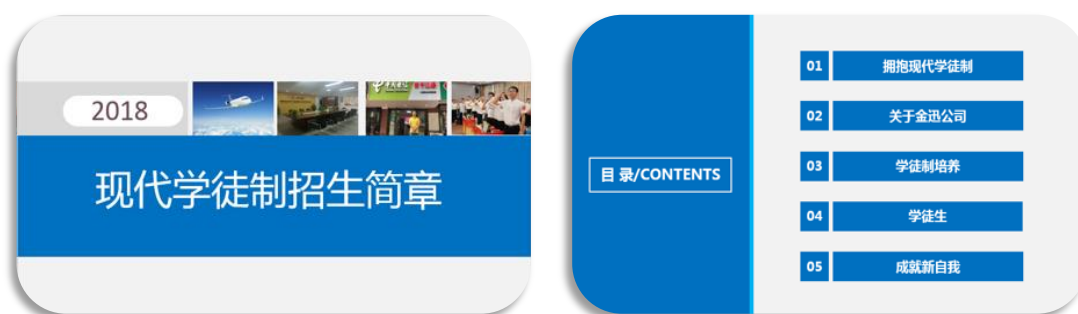 2018
现代学徒制招生简章
目 录/CONTENTS
01 拥抱现代学徒制
02 关于金迅公司
03 学徒制培养
04 学徒生
05 成就新自我